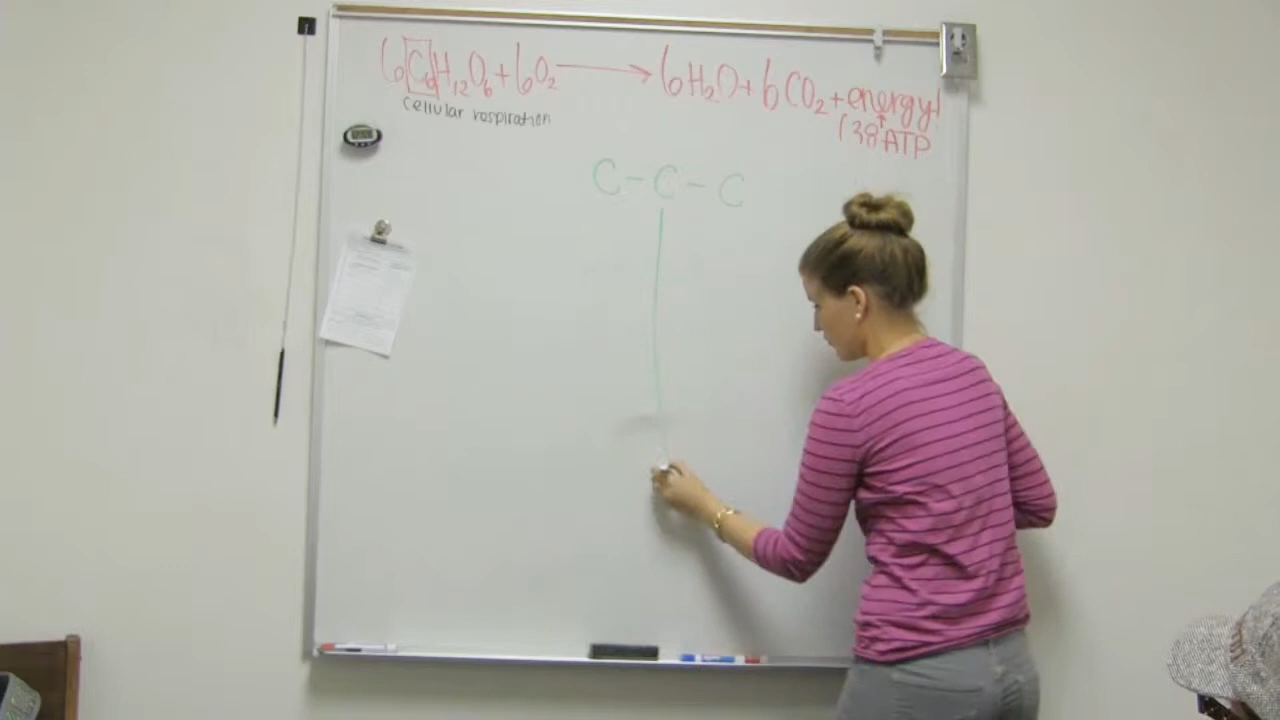 6C6H12O6 + 6O2 → 6H2O + 6CO2 + energy!
cellular respiration
(38 ATP
C - C - C